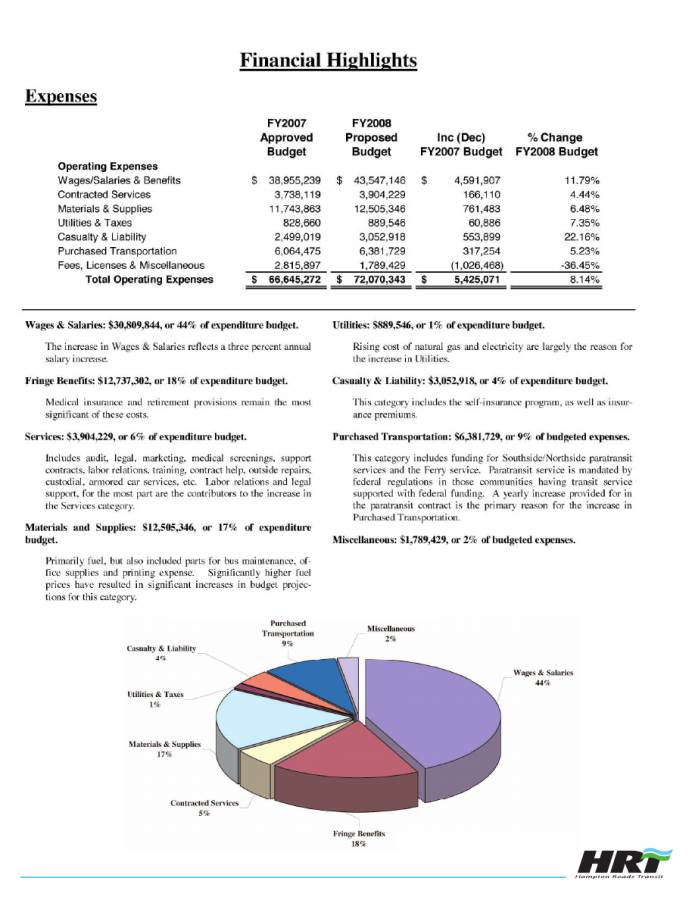 Financial Highlights
Expenses
FY2007 FY2008
Approved Proposed Inc (Dec) % Change
Budget Budget FY2007 Budget FY2008 Budget
Operating Expenses
Wages/Salaries & Benefits $ 38,955,239 $ 43,547,146 $ 4,591,907 11.79%
Contracted Services 3,738,119 3,904,229 166,110 4.44%
Materials & Supplies 11,743,863 12,505,346 761,483 6.48%
Utilities & Taxes 828,660 889,546 60,886 7.35%
Casualty & Liability 2,499,019 3,052,918 553,899 22.16%
Purchased Transportation 6,064,475 6,381,729 317,254 5.23%
Fees, Licenses & Miscellaneous 2,815,897 1,789,429 (1,026,468) -36.45%
Total Operating Expenses $ 66,645,272 $ 72,070,343 $ 5,425,071 8.14%
Wages & Salaries: $30,809,844, or 44% of expenditure budget.
The increase in Wages & Salaries reflects a three percent annual
salary increase.
Fringe Benefits: $12,737,302, or 18% of expenditure budget.
Medical insurance and retirement provisions remain the most
significant of these costs.
Services: $3,904,229, or 6% of expenditure budget.
Includes audit, legal, marketing, medical screenings, support
contracts, labor relations, training, contract help, outside repairs,
custodial, armored car services, etc. Labor relations and legal
support, for the most part are the contributors to the increase in
the Services category.
Materials and Supplies: $12,505,346, or 17% of expenditure
budget.
Primarily fuel, but also included parts for bus maintenance, of-
fice supplies and printing expense. Significantly higher fuel
prices have resulted in significant increases in budget projec-
tions for this category.
Utilities: $889,546, or 1% of expenditure budget.
Rising cost of natural gas and electricity are largely the reason for
the increase in Utilities.
Casualty & Liability: $3,052,918, or 4% of expenditure budget.
This category includes the self-insurance program, as well as insur-
ance premiums.
Purchased Transportation: $6,381,729, or 9% of budgeted expenses.
This category includes funding for Southside/Northside paratransit
services and the Ferry service. Paratransit service is mandated by
federal regulations in those communities having transit service
supported with federal funding. A yearly increase provided for in
the paratransit contract is the primary reason for the increase in
Purchased Transportation.
Miscellaneous: $1,789,429, or 2% of budgeted expenses.
Purchased
Transportation
9%
Miscellaneous
2%
Casualty & Liability
4%
Wages & Salaries
44%
Utilities & Taxes
1%
Materials & Supplies
17%
Contracted Services
5%
Fringe Benefits
18%
HRT
Hampton Roads Transit